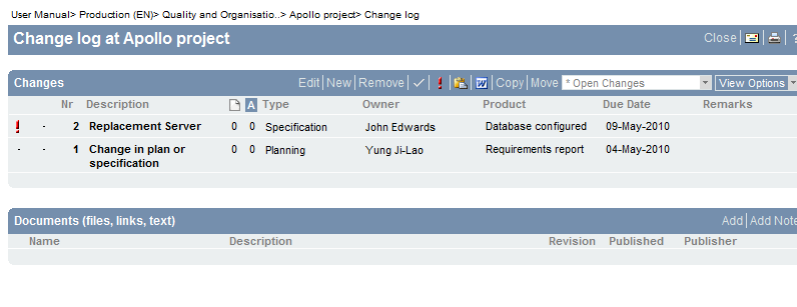 User Manual> Production (EN)> Quality and Organisatio..> Apollo project> Change log
Change log at Apollo project Close ?
Changes Edit New Remove Copy Move * Open Changes View Options
Nr Description A Type Owner Product Due Date Remarks
! · 2 Replacement Server 0 0 Specification John Edwards Database configured 09-May-2010
· · 1 Change in plan or specification 0 0 Planning Yung Ji-Lao Requirements report 04-May-2010
Documents (files, links, text) Add Add Note
Name Description Revision Published Publisher